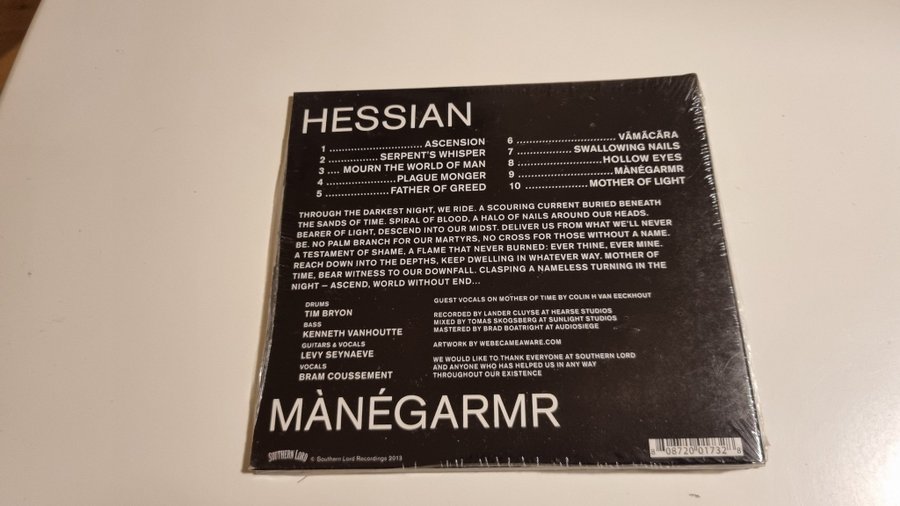 HESSIAN
1 ........................ ASCENSION
2 .................. SERPENT'S WHISPER
3 .... MOURN THE WORLD OF MAN
4 ...................PLAGUE MONGER
5 .................. FATHER OF GREED
6 ............................ VĀMĀCĀRA
7 ............... SWALLOWING NAILS
8 .......................HOLLOW EYES
9 ..........................MÀNÉGARMR
10 .................. MOTHER OF LIGHT
THROUGH THE DARKEST NIGHT, WE RIDE. A SCOURING CURRENT BURIED BENEATH
THE SANDS OF TIME. SPIRAL OF BLOOD, A HALO OF NAILS AROUND OUR HEADS.
BEARER OF LIGHT, DESCEND INTO OUR MIDST. DELIVER US FROM WHAT WE'LL NEVER
BE. NO PALM BRANCH FOR OUR MARTYRS, NO CROSS FOR THOSE WITHOUT A NAME.
A TESTAMENT OF SHAME, A FLAME THAT NEVER BURNED: EVER THINE, EVER MINE.
REACH DOWN INTO THE DEPTHS, KEEP DWELLING IN WHATEVER WAY. MOTHER OF
TIME, BEAR WITNESS TO OUR DOWNFALL. CLASPING A NAMELESS TURNING IN THE
NIGHT – ASCEND, WORLD WITHOUT END...
DRUMS
TIM BRYON
BASS
KENNETH VANHOUTTE
GUITARS & VOCALS
LEVY SEYNAEVE
VOCALS
BRAM COUSSEMENT
GUEST VOCALS ON MOTHER OF TIME BY COLIN H VAN EECKHOUT
RECORDED BY LANDER CLUYSE AT HEARSE STUDIOS
MIXED BY TOMAS SKOGSBERG AT SUNLIGHT STUDIOS
MASTERED BY BRAD BOATRIGHT AT AUDIOSIEGE
ARTWORK BY WEBECAMEAWARE.COM
WE WOULD LIKE TO THANK EVERYONE AT SOUTHERN LORD
AND ANYONE WHO HAS HELPED US IN ANY WAY
THROUGHOUT OUR EXISTENCE
MÀNÉGARMR
SOUTHERN LORD
© Southern Lord Recordings 2013
8 08720 01732 8